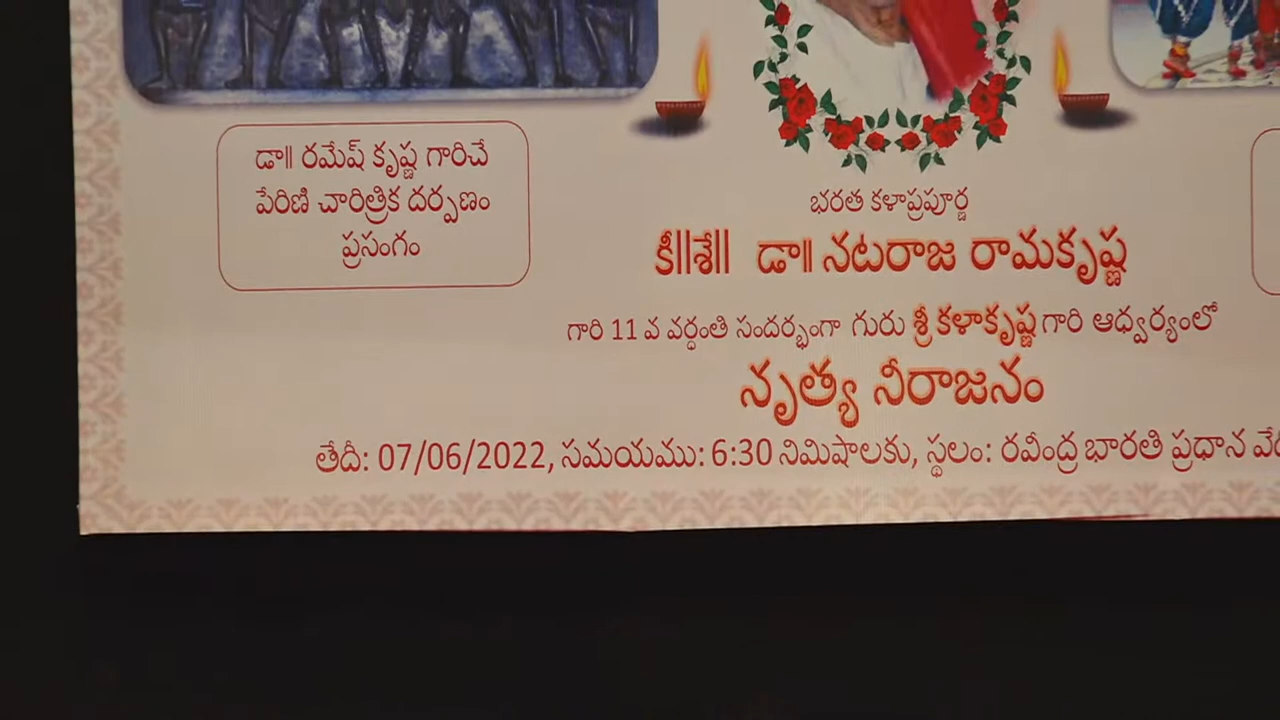 డా॥ రమేష్ కృష్ణ గారిచే
పేరిణి చారిత్రిక దర్పణం
ప్రసంగం
భరత కళాప్రపూర్ణ
కీ॥శే॥ డా॥ నటరాజ రామకృష్ణ
గారి 11 వ వర్ధంతి సందర్భంగా గురు శ్రీ కళాకృష్ణ గారి ఆధ్వర్యంలో
నృత్య నీరాజనం
తేదీ: 07/06/2022, సమయము: 6:30 నిమిషాలకు, స్థలం: రవీంద్ర భారతి ప్రధాన